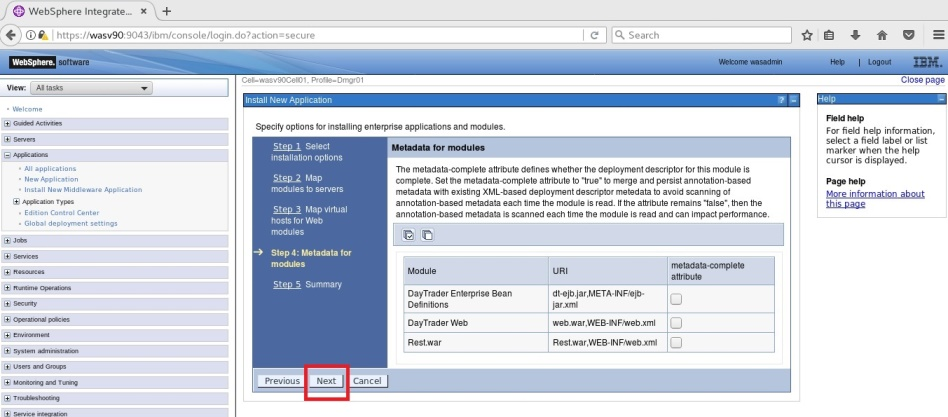 WebSphere Integrate...
https://wasv90:9043/ibm/console/login.do?action=secure
Search
WebSphere. software
Welcome wasadmin
Help | Logout
IBM.
View: All tasks
Welcome
Guided Activities
Servers
Applications
All applications
New Application
Install New Middleware Application
Application Types
Edition Control Center
Global deployment settings
Jobs
Services
Resources
Runtime Operations
Security
Operational policies
Environment
System administration
Users and Groups
Monitoring and Tuning
Troubleshooting
Service integration
Cell=wasv90Cell01, Profile=Dmgr01
Close page
Install New Application
? -
Specify options for installing enterprise applications and modules.
Step 1 Select
installation options
Step 2 Map
modules to servers
Step 3 Map virtual
hosts for Web
modules
Step 4: Metadata for
modules
Step 5 Summary
Metadata for modules
The metadata-complete attribute defines whether the deployment descriptor for this module is
complete. Set the metadata-complete attribute to "true" to merge and persist annotation-based
metadata with existing XML-based deployment descriptor metedata to avoid scanning of
annotation-based metadata each time the module is read. If the attribute remains "false", then the
annotation-based metadata is scanned each time the module is read and can impact performance.
Module URI metadata-complete
attribute
DayTrader Enterprise Bean dt-ejb.jar,META-INF/ejb-
Definitions jar.xml
DayTrader Web web.war,WEB-INF/web.xml
Rest.war Rest.war,WEB-INF/web.xml
Previous Next Cancel
Help
Field help
For field help information,
select a field label or list
marker when the help
cursor is displayed.
Page help
More information about
this page